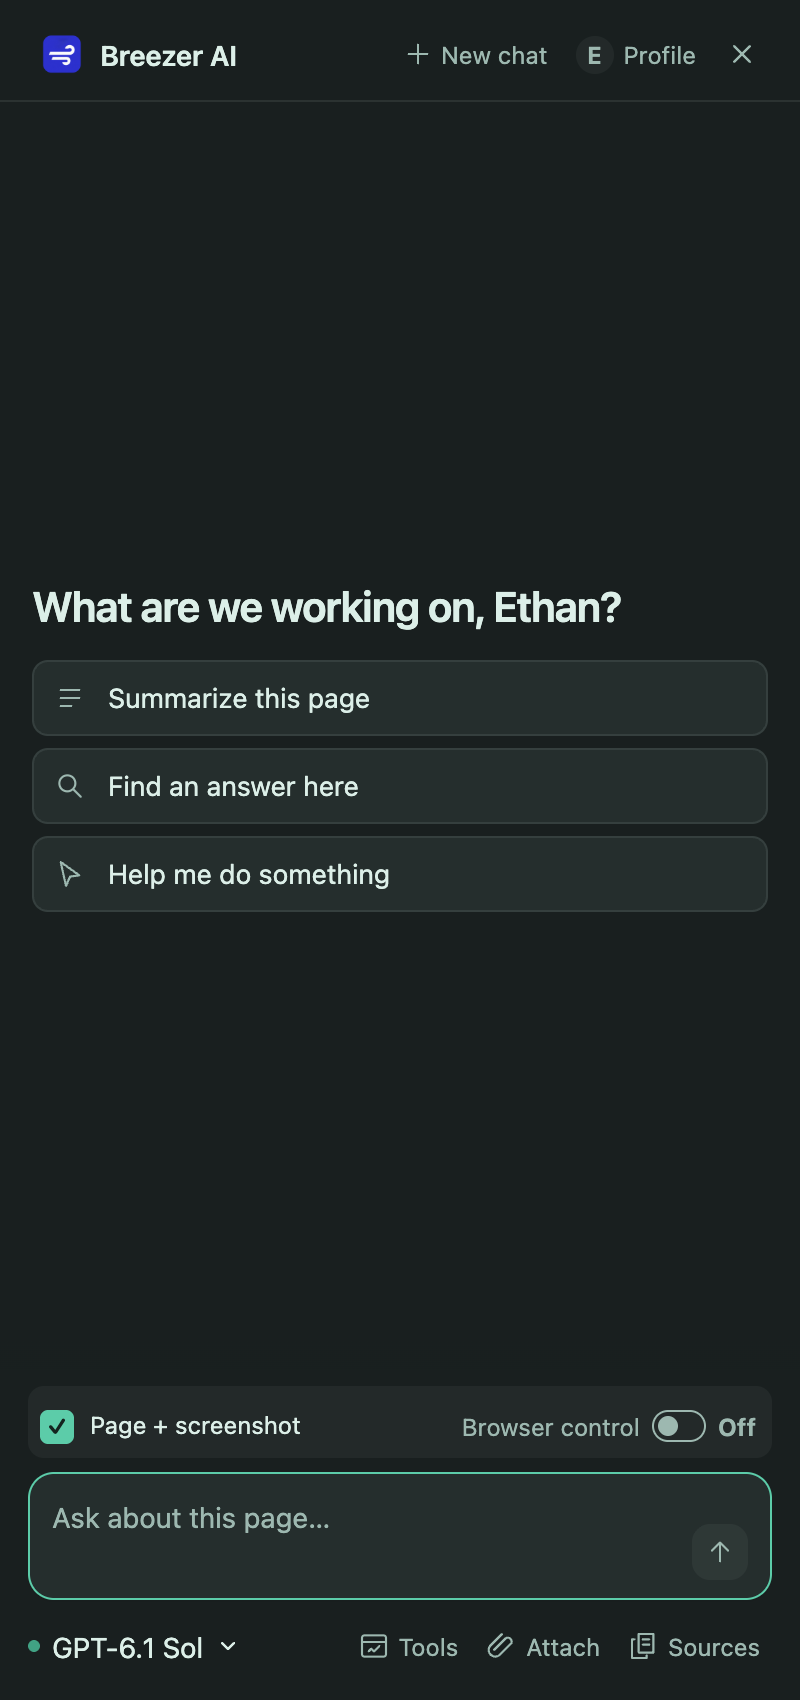 Breezer AI
New chat
E Profile
What are we working on, Ethan?
Summarize this page
Find an answer here
Help me do something
Page + screenshot
Browser control Off
Ask about this page...
GPT-6.1 Sol
Tools
Attach
Sources